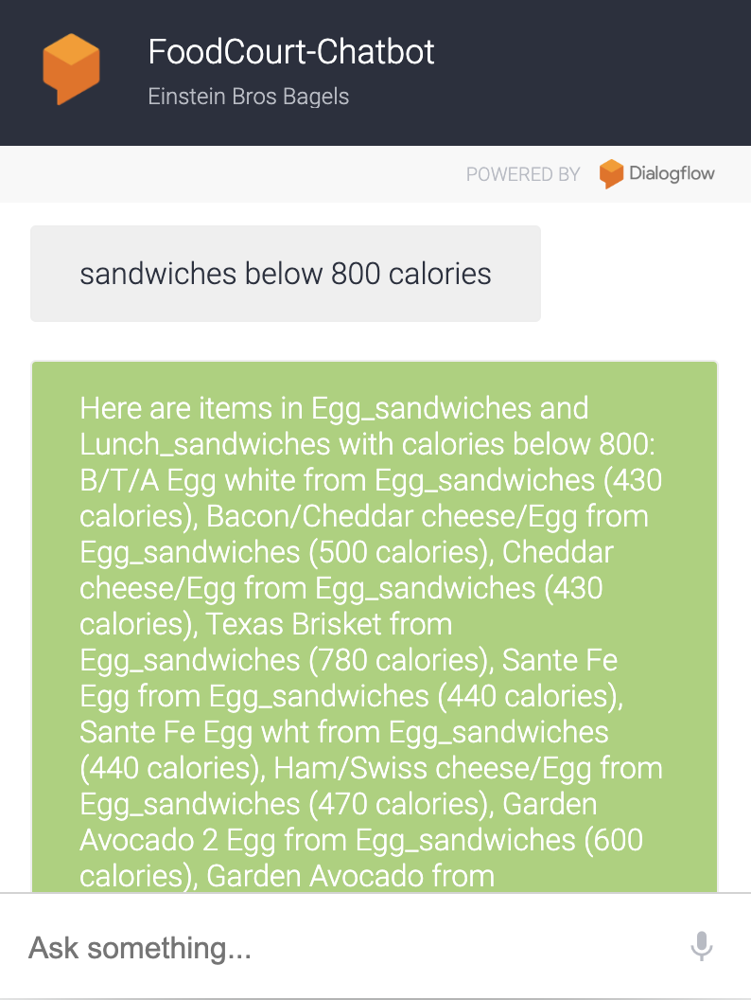 FoodCourt-Chatbot
Einstein Bros Bagels
POWERED BY Dialogflow
sandwiches below 800 calories
Here are items in Egg_sandwiches and
Lunch_sandwiches with calories below 800:
B/T/A Egg white from Egg_sandwiches (430
calories), Bacon/Cheddar cheese/Egg from
Egg_sandwiches (500 calories), Cheddar
cheese/Egg from Egg_sandwiches (430
calories), Texas Brisket from
Egg_sandwiches (780 calories), Sante Fe
Egg from Egg_sandwiches (440 calories),
Sante Fe Egg wht from Egg_sandwiches
(440 calories), Ham/Swiss cheese/Egg from
Egg_sandwiches (470 calories), Garden
Avocado 2 Egg from Egg_sandwiches (600
calories), Garden Avocado from
Ask something...